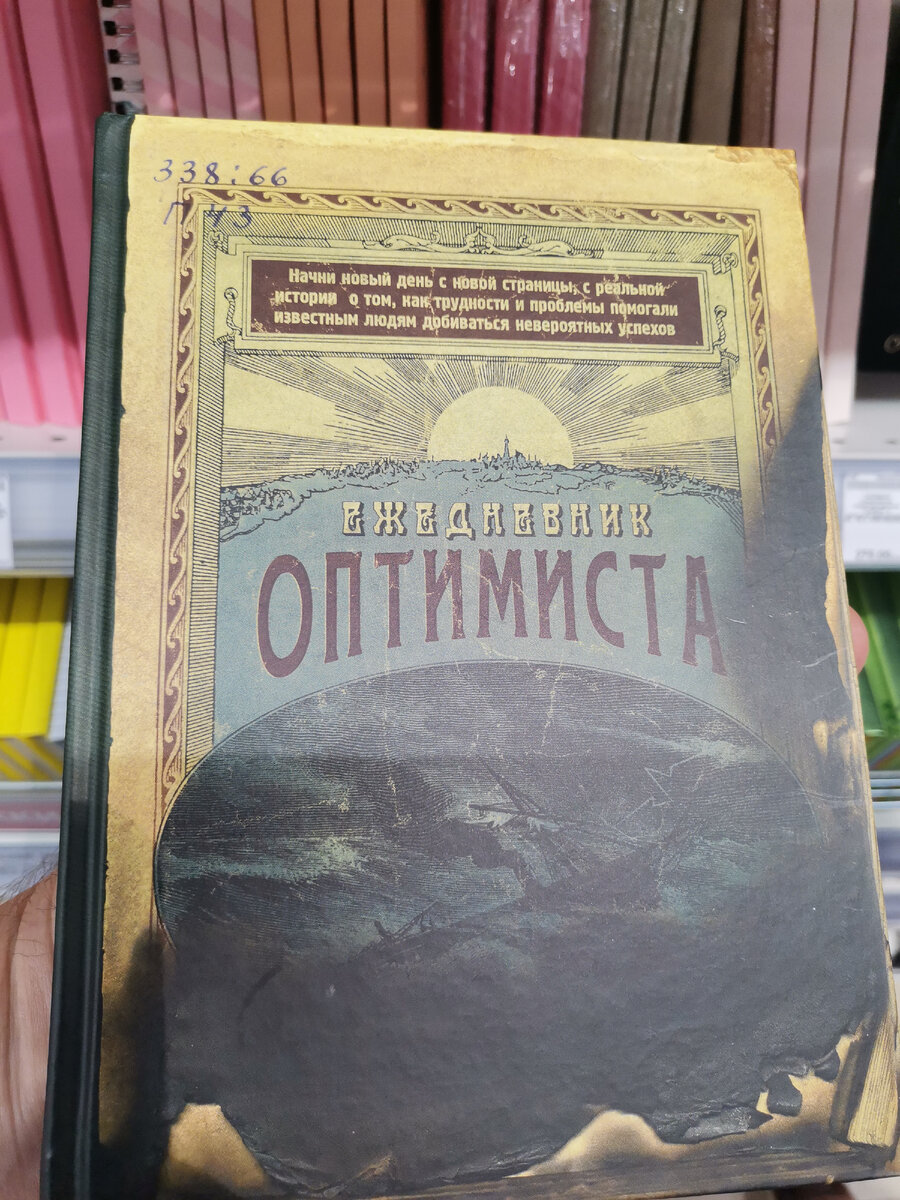 338:66
П 43
Начни новый день с новой страницы, с реальной
истории о том, как трудности и проблемы помогали
известным людям добиваться невероятных успехов
ЕЖЕДНЕВНИК
ОПТИМИСТА